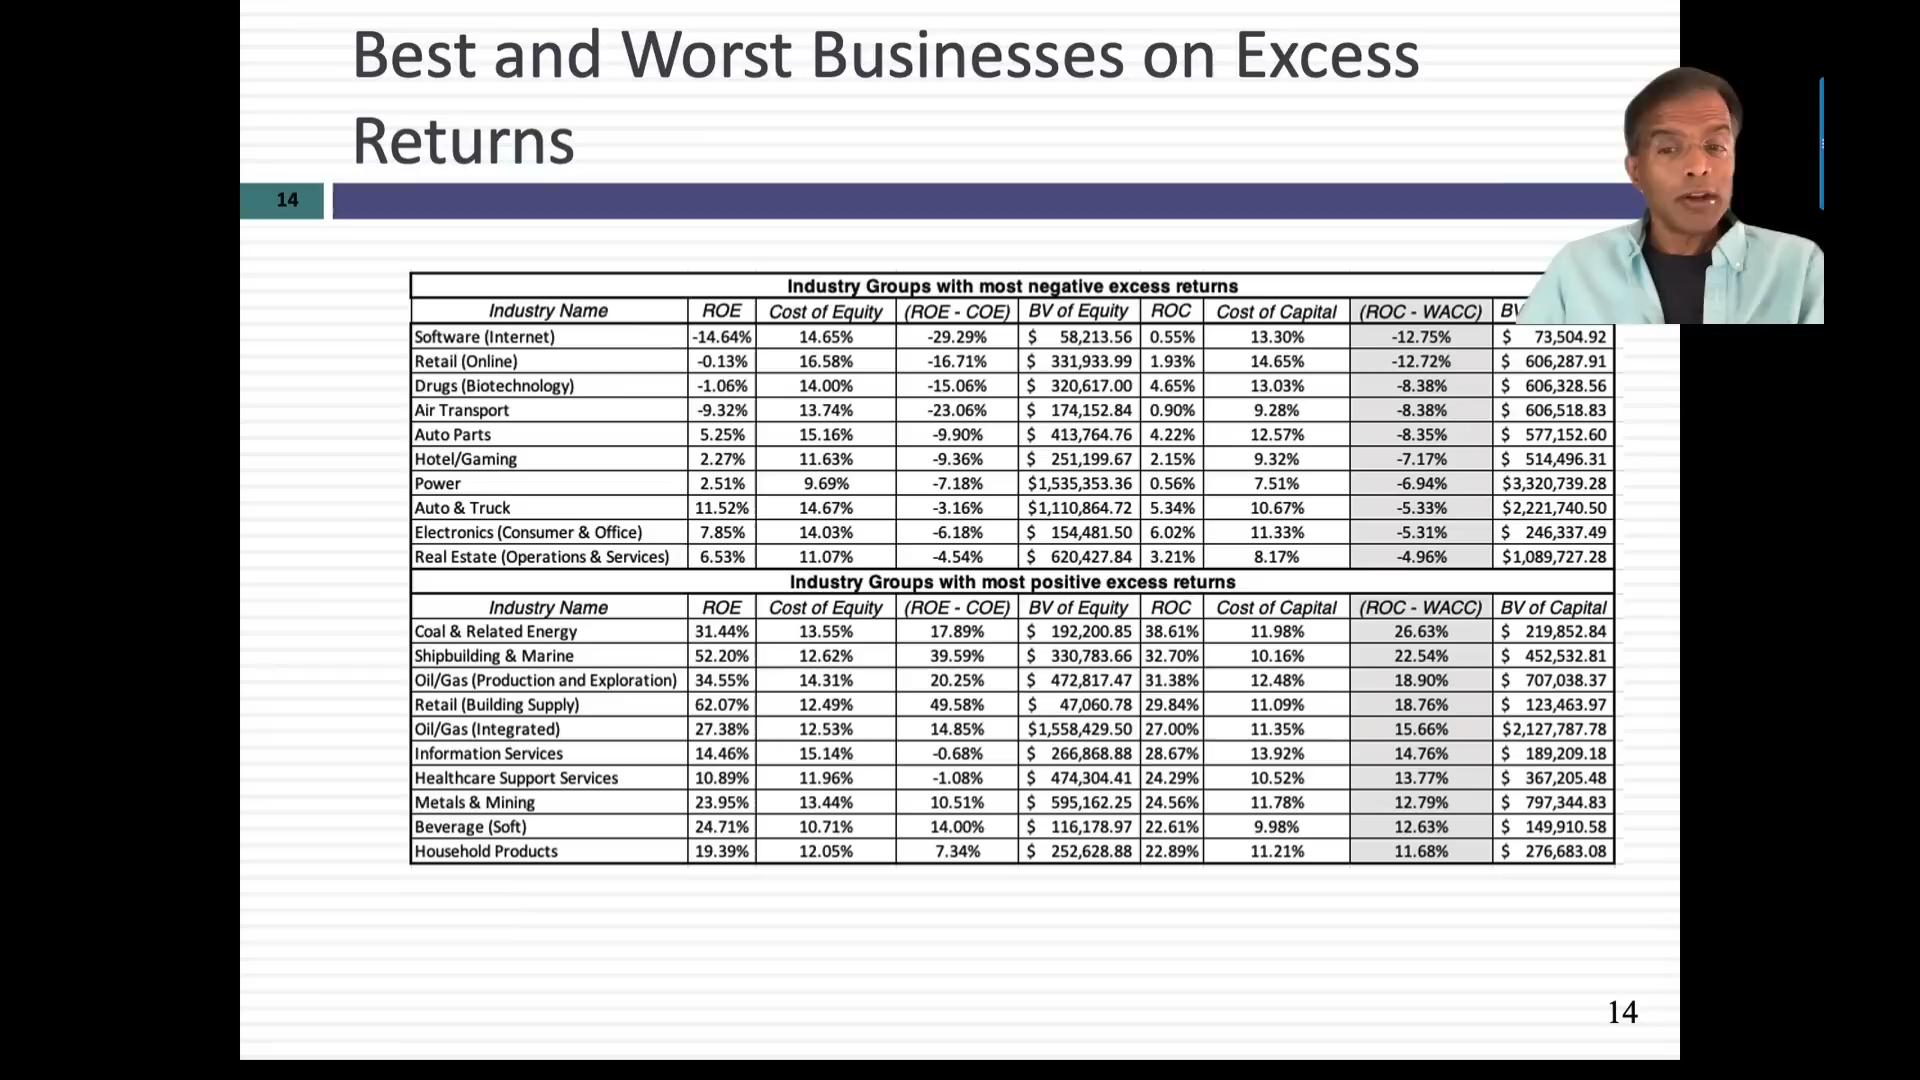 Best and Worst Businesses on Excess
Returns
14
Industry Groups with most negative excess returns
Industry Name ROE Cost of Equity (ROE - COE) BV of Equity ROC Cost of Capital (ROC - WACC) BV
Software (Internet) -14.64% 14.65% -29.29% $ 58,213.56 0.55% 13.30% -12.75% $ 73,504.92
Retail (Online) -0.13% 16.58% -16.71% $ 331,933.99 1.93% 14.65% -12.72% $ 606,287.91
Drugs (Biotechnology) -1.06% 14.00% -15.06% $ 320,617.00 4.65% 13.03% -8.38% $ 606,328.56
Air Transport -9.32% 13.74% -23.06% $ 174,152.84 0.90% 9.28% -8.38% $ 606,518.83
Auto Parts 5.25% 15.16% -9.90% $ 413,764.76 4.22% 12.57% -8.35% $ 577,152.60
Hotel/Gaming 2.27% 11.63% -9.36% $ 251,199.67 2.15% 9.32% -7.17% $ 514,496.31
Power 2.51% 9.69% -7.18% $1,535,353.36 0.56% 7.51% -6.94% $3,320,739.28
Auto & Truck 11.52% 14.67% -3.16% $1,110,864.72 5.34% 10.67% -5.33% $2,221,740.50
Electronics (Consumer & Office) 7.85% 14.03% -6.18% $ 154,481.50 6.02% 11.33% -5.31% $ 246,337.49
Real Estate (Operations & Services) 6.53% 11.07% -4.54% $ 620,427.84 3.21% 8.17% -4.96% $1,089,727.28
Industry Groups with most positive excess returns
Industry Name ROE Cost of Equity (ROE - COE) BV of Equity ROC Cost of Capital (ROC - WACC) BV of Capital
Coal & Related Energy 31.44% 13.55% 17.89% $ 192,200.85 38.61% 11.98% 26.63% $ 219,852.84
Shipbuilding & Marine 52.20% 12.62% 39.59% $ 330,783.66 32.70% 10.16% 22.54% $ 452,532.81
Oil/Gas (Production and Exploration) 34.55% 14.31% 20.25% $ 472,817.47 31.38% 12.48% 18.90% $ 707,038.37
Retail (Building Supply) 62.07% 12.49% 49.58% $ 47,060.78 29.84% 11.09% 18.76% $ 123,463.97
Oil/Gas (Integrated) 27.38% 12.53% 14.85% $1,558,429.50 27.00% 11.35% 15.66% $2,127,787.78
Information Services 14.46% 15.14% -0.68% $ 266,868.88 28.67% 13.92% 14.76% $ 189,209.18
Healthcare Support Services 10.89% 11.96% -1.08% $ 474,304.41 24.29% 10.52% 13.77% $ 367,205.48
Metals & Mining 23.95% 13.44% 10.51% $ 595,162.25 24.56% 11.78% 12.79% $ 797,344.83
Beverage (Soft) 24.71% 10.71% 14.00% $ 116,178.97 22.61% 9.98% 12.63% $ 149,910.58
Household Products 19.39% 12.05% 7.34% $ 252,628.88 22.89% 11.21% 11.68% $ 276,683.08
14